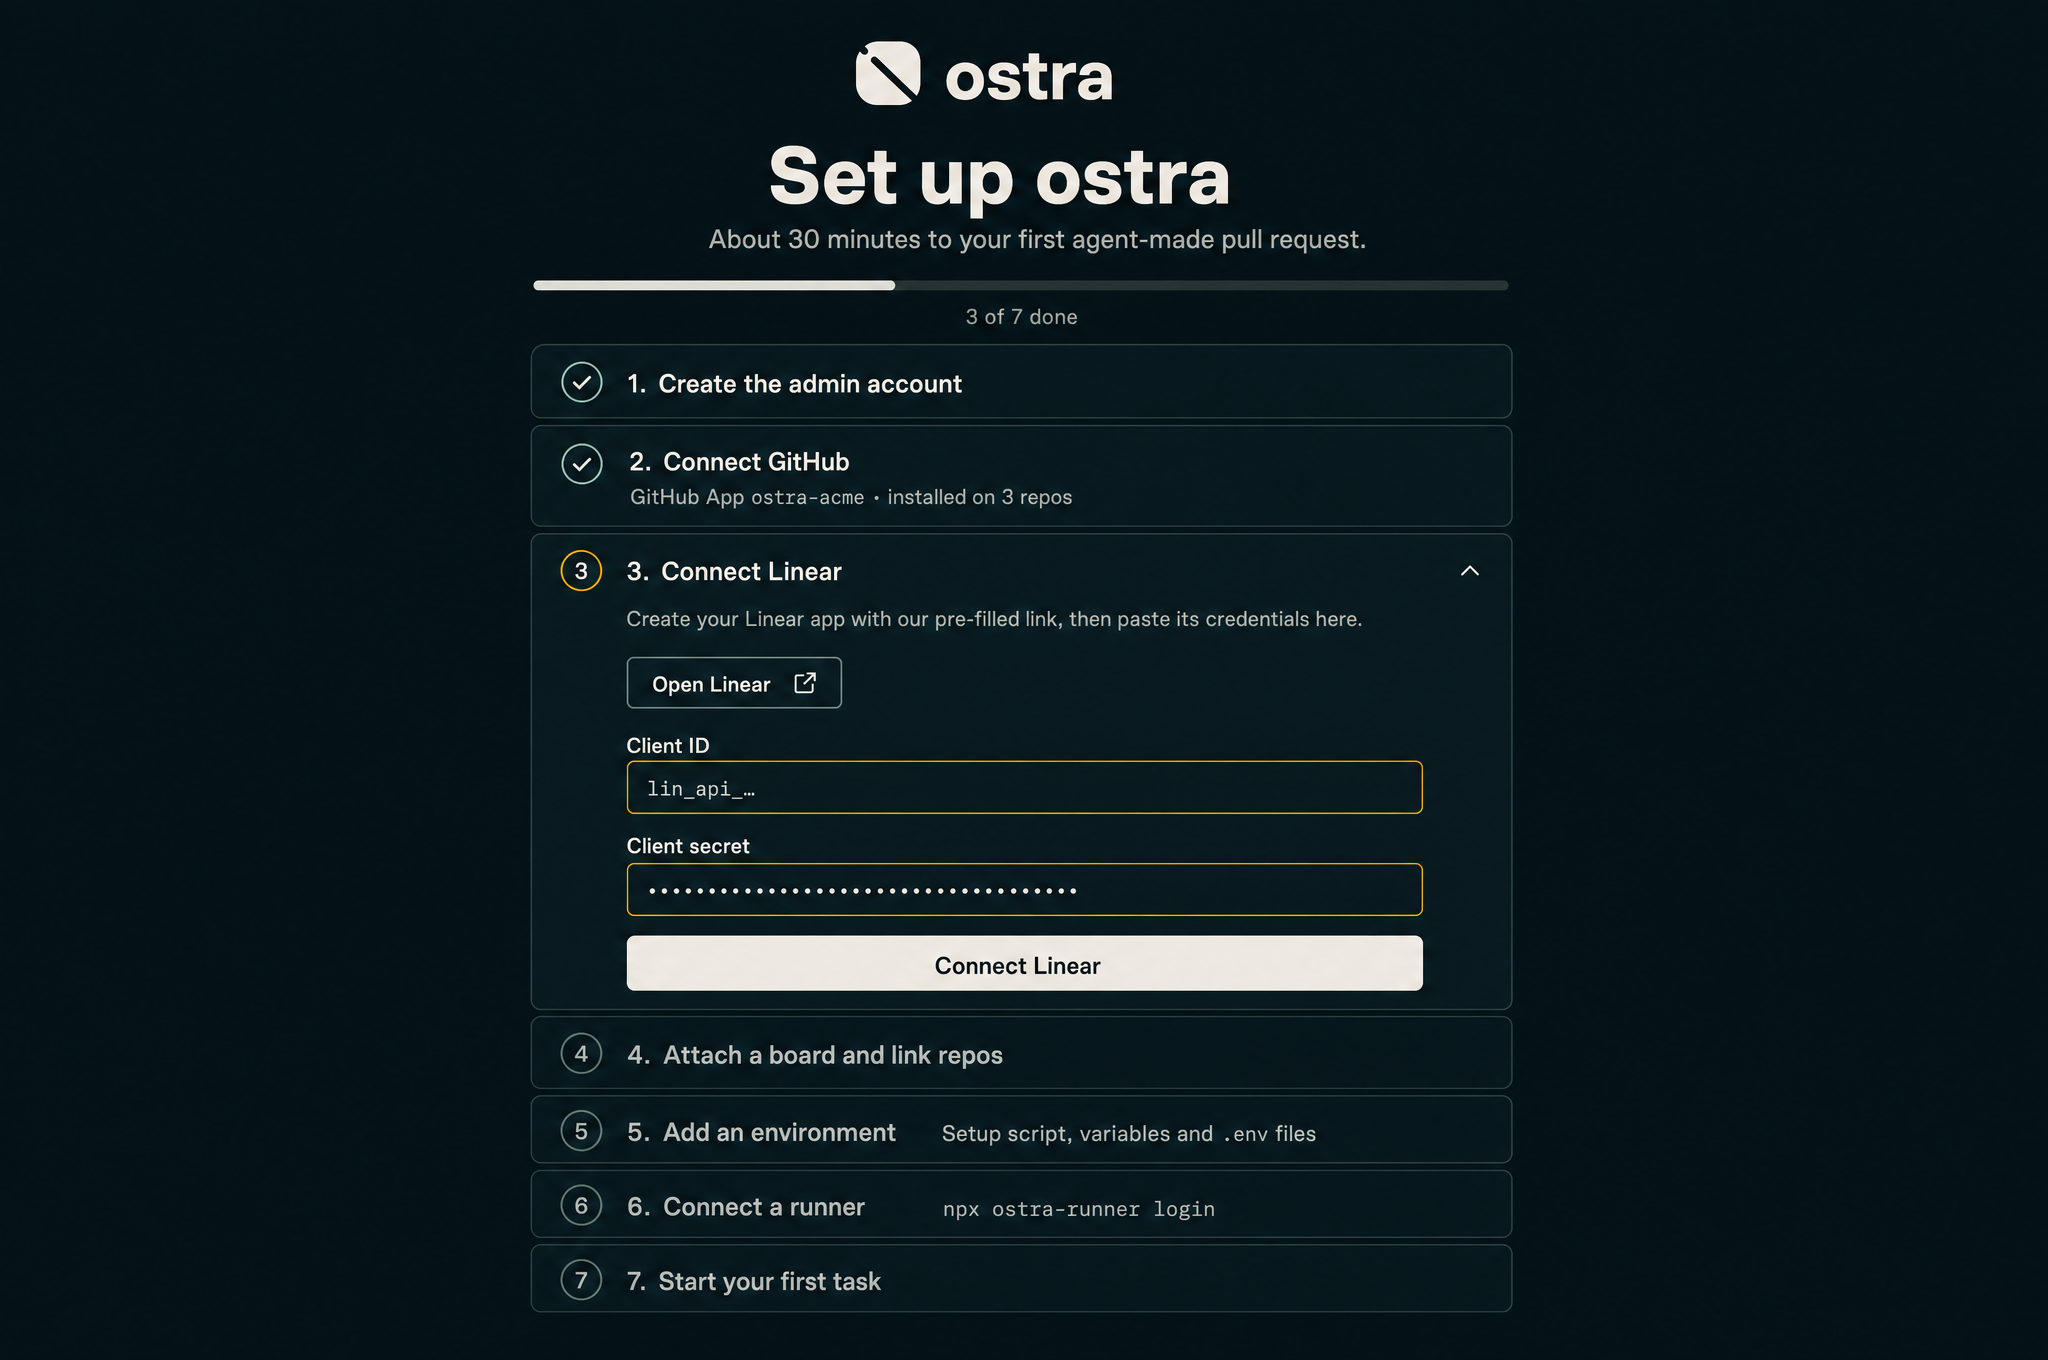 ostra
Set up ostra
About 30 minutes to your first agent-made pull request.
3 of 7 done
1. Create the admin account
2. Connect GitHub
GitHub App ostra-acme • installed on 3 repos
3 3. Connect Linear
Create your Linear app with our pre-filled link, then paste its credentials here.
Open Linear
Client ID
lin_api_…
Client secret
••••••••••••••••••••••••••••••••••••
Connect Linear
4 4. Attach a board and link repos
5 5. Add an environment Setup script, variables and .env files
6 6. Connect a runner npx ostra-runner login
7 7. Start your first task